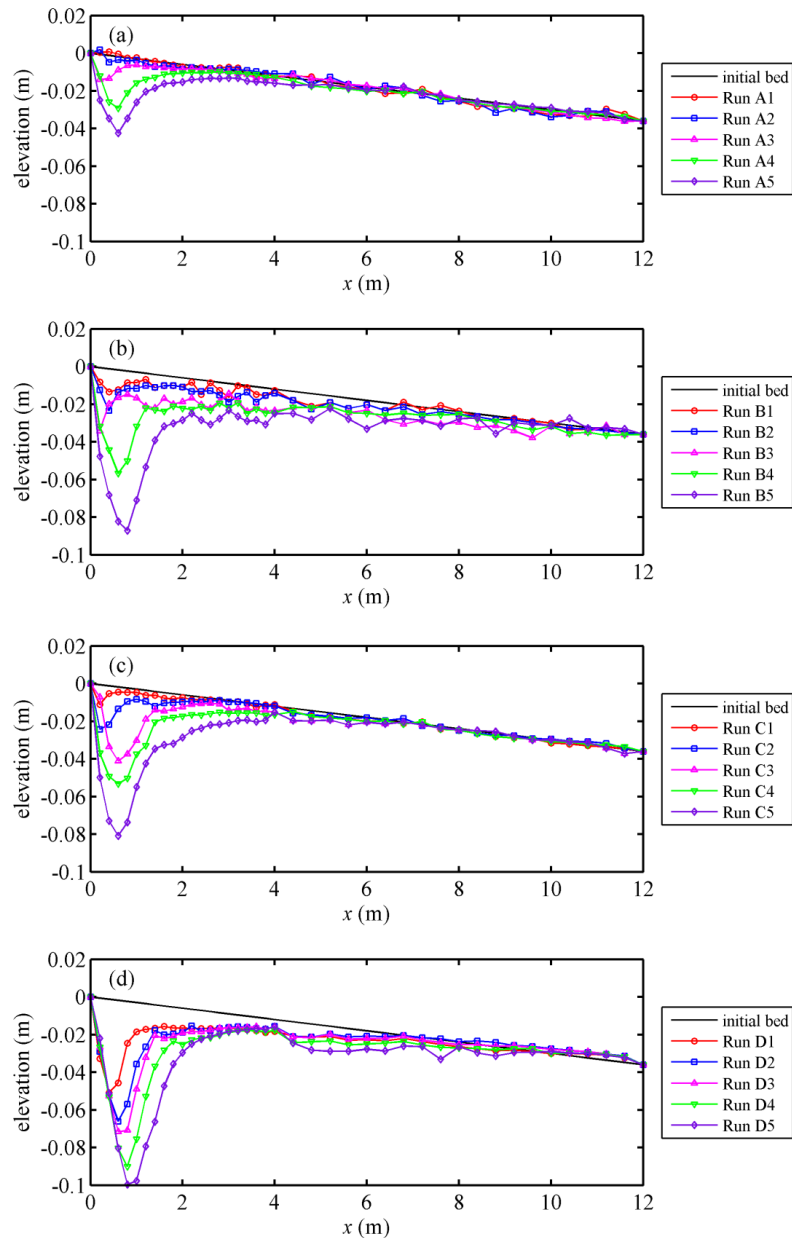 0.02
0
-0.02
-0.04
-0.06
-0.08
-0.1
elevation (m)
(a)
0 2 4 6 8 10 12
x (m)
initial bed
Run A1
Run A2
Run A3
Run A4
Run A5
0.02
0
-0.02
-0.04
-0.06
-0.08
-0.1
elevation (m)
(b)
0 2 4 6 8 10 12
x (m)
initial bed
Run B1
Run B2
Run B3
Run B4
Run B5
0.02
0
-0.02
-0.04
-0.06
-0.08
-0.1
elevation (m)
(c)
0 2 4 6 8 10 12
x (m)
initial bed
Run C1
Run C2
Run C3
Run C4
Run C5
0.02
0
-0.02
-0.04
-0.06
-0.08
-0.1
elevation (m)
(d)
0 2 4 6 8 10 12
x (m)
initial bed
Run D1
Run D2
Run D3
Run D4
Run D5